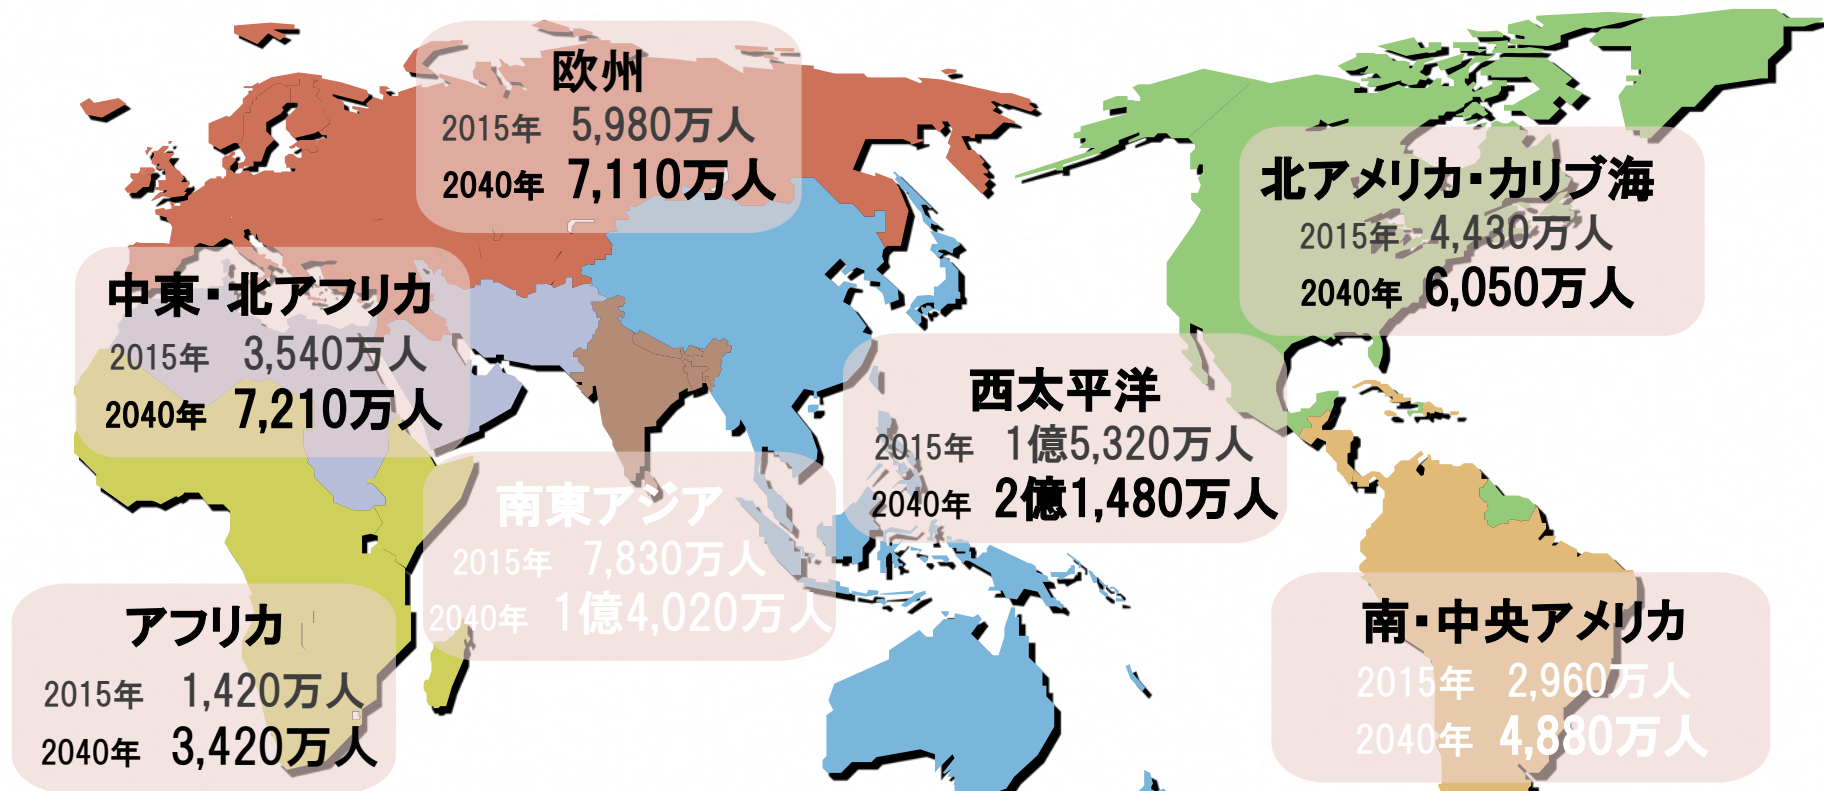 欧州
2015年 5,980万人
2040年 7,110万人
北アメリカ・カリブ海
2015年 4,430万人
2040年 6,050万人
中東・北アフリカ
2015年 3,540万人
2040年 7,210万人
西太平洋
2015年 1億5,320万人
2040年 2億1,480万人
南東アジア
2015年 7,830万人
2040年 1億4,020万人
アフリカ
2015年 1,420万人
2040年 3,420万人
南・中央アメリカ
2015年 2,960万人
2040年 4,880万人